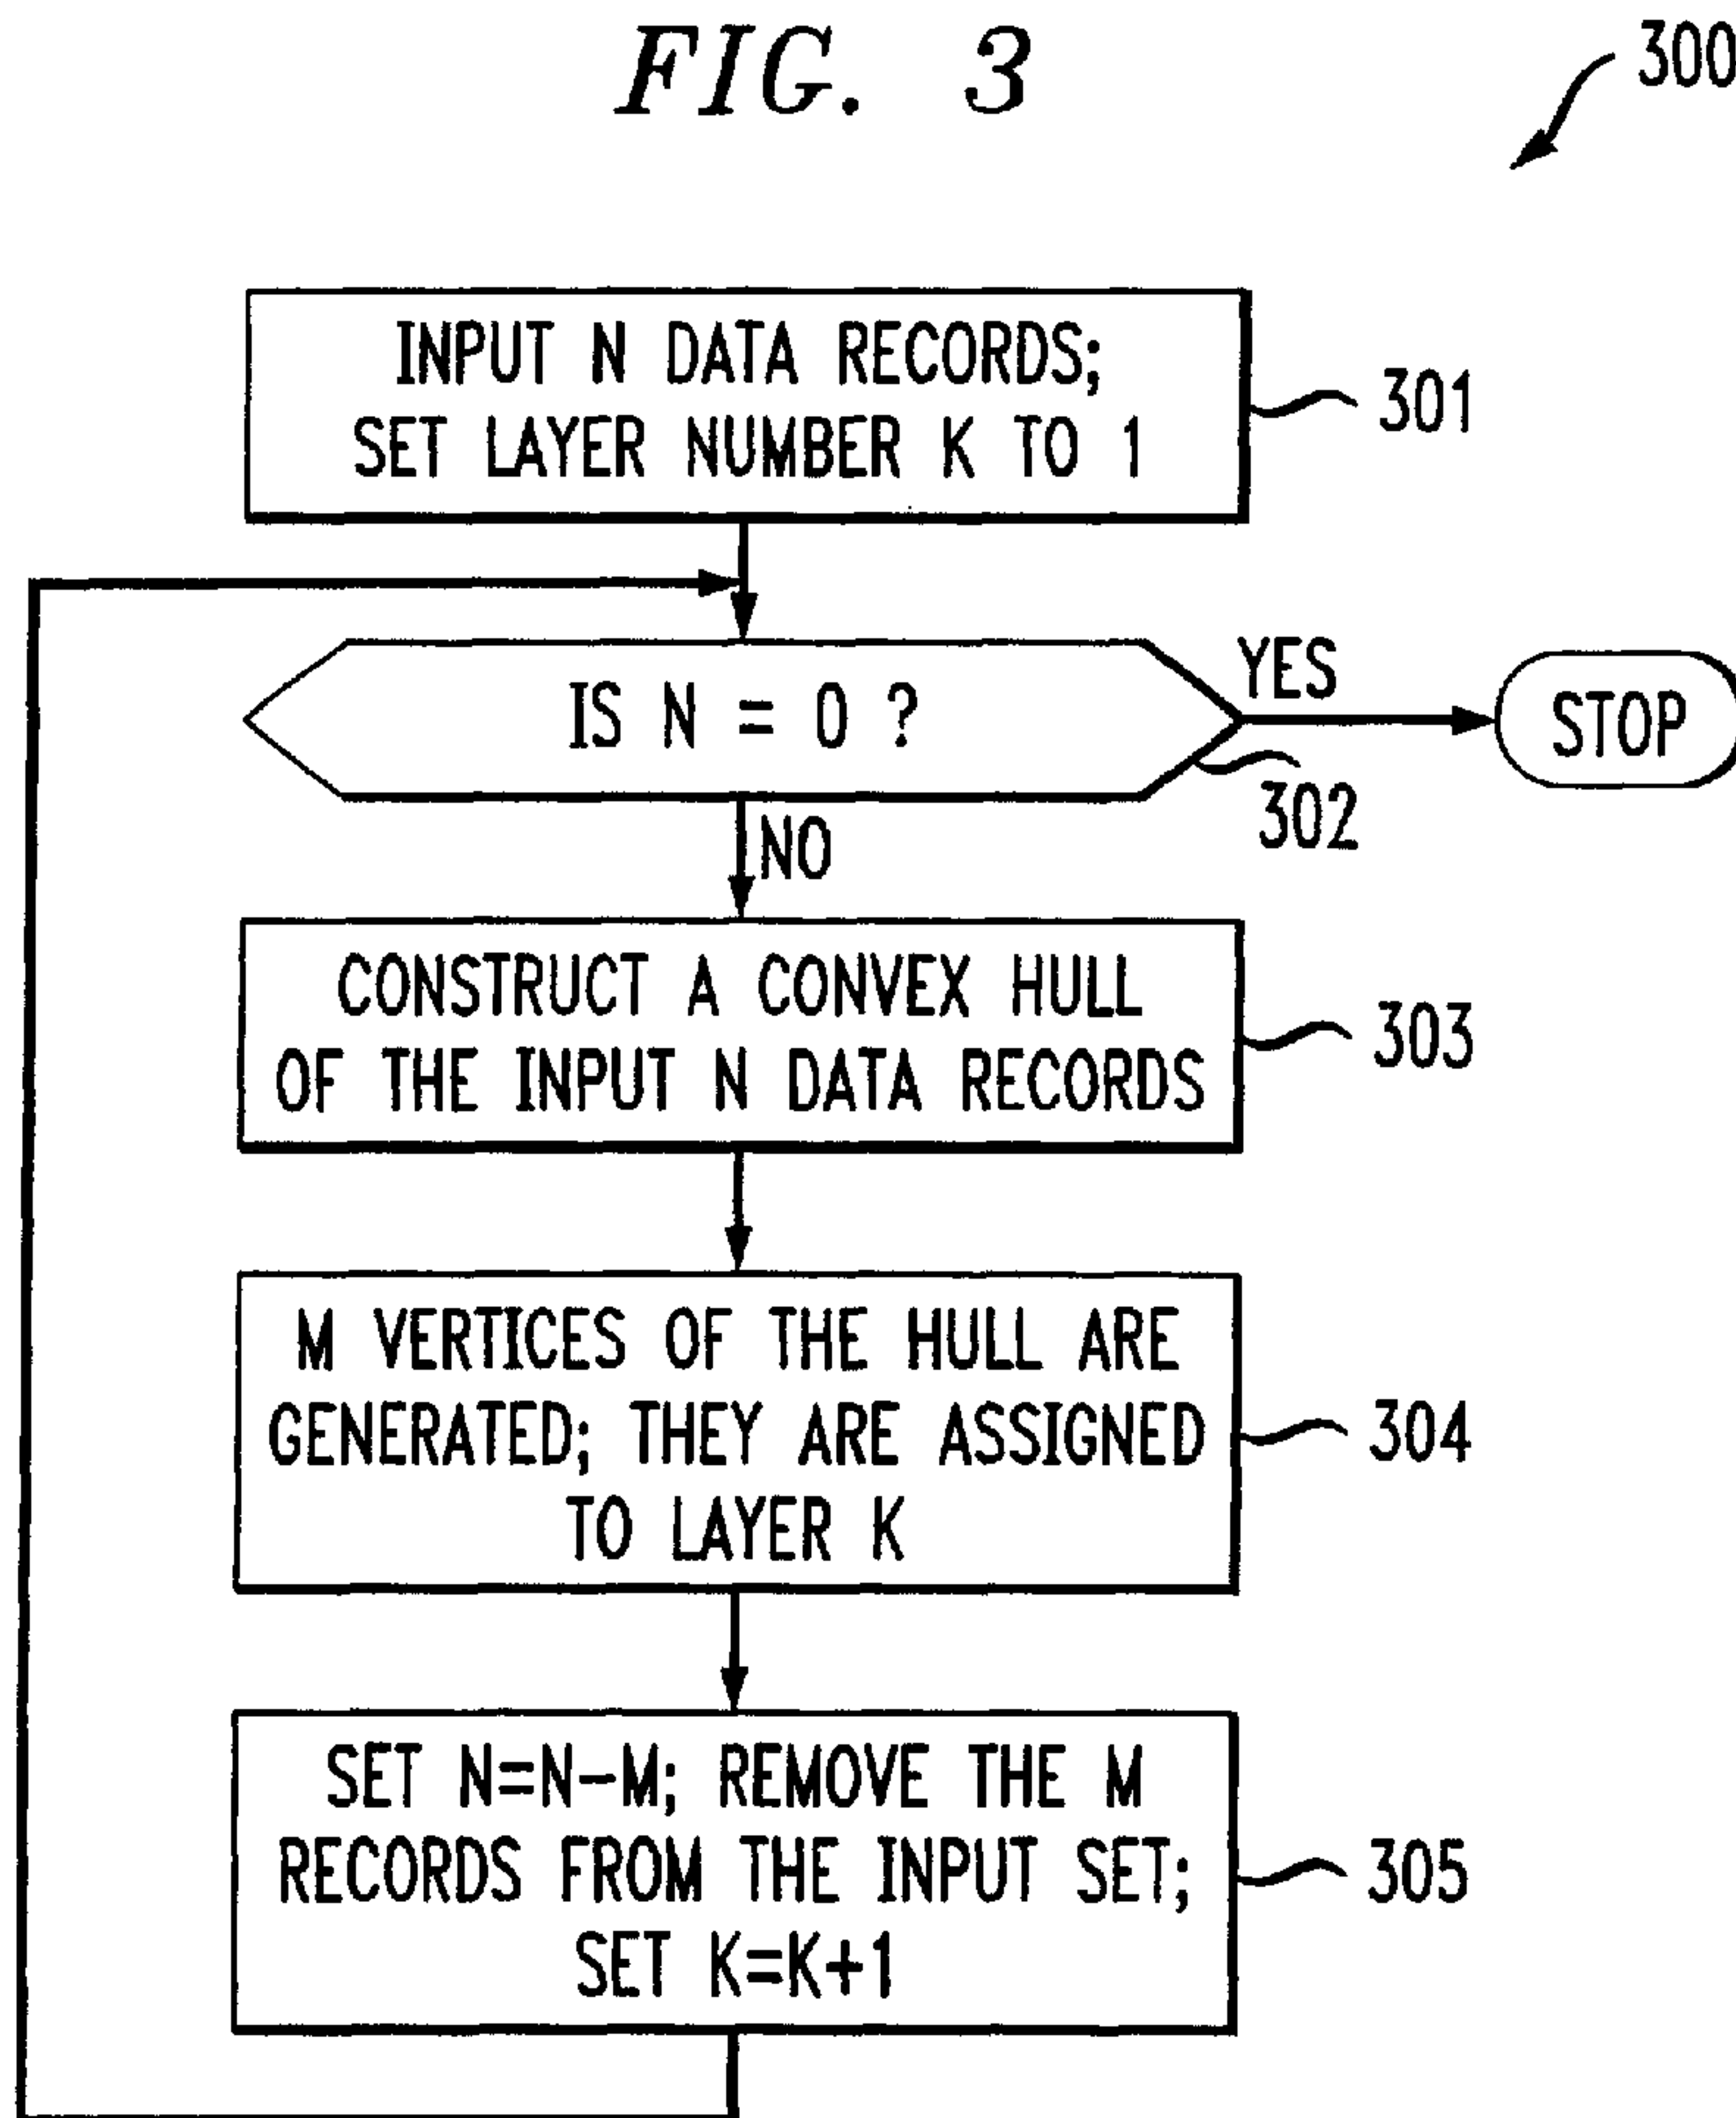 FIG. 3
300
INPUT N DATA RECORDS;
SET LAYER NUMBER K TO 1
301
IS N = 0 ?
YES
STOP
302
NO
CONSTRUCT A CONVEX HULL
OF THE INPUT N DATA RECORDS
303
M VERTICES OF THE HULL ARE
GENERATED; THEY ARE ASSIGNED
TO LAYER K
304
SET N=N-M; REMOVE THE M
RECORDS FROM THE INPUT SET;
SET K=K+1
305